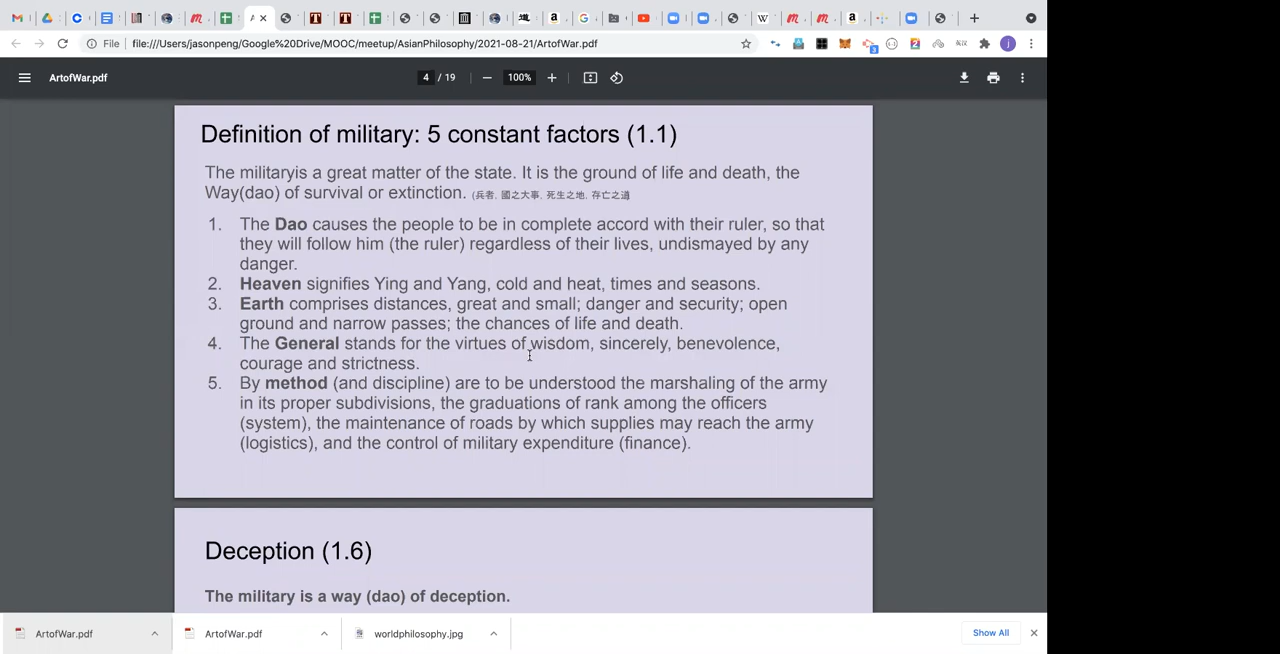 File
file:///Users/jasonpeng/Google%20Drive/MOOC/meetup/AsianPhilosophy/2021-08-21/ArtofWar.pdf
ArtofWar.pdf
4 / 19
100%
Definition of military: 5 constant factors (1.1)
The militaryis a great matter of the state. It is the ground of life and death, the
Way(dao) of survival or extinction. (兵者, 國之大事, 死生之地, 存亡之道
1. The Dao causes the people to be in complete accord with their ruler, so that
they will follow him (the ruler) regardless of their lives, undismayed by any
danger.
2. Heaven signifies Ying and Yang, cold and heat, times and seasons.
3. Earth comprises distances, great and small; danger and security; open
ground and narrow passes; the chances of life and death.
4. The General stands for the virtues of wisdom, sincerely, benevolence,
courage and strictness.
5. By method (and discipline) are to be understood the marshaling of the army
in its proper subdivisions, the graduations of rank among the officers
(system), the maintenance of roads by which supplies may reach the army
(logistics), and the control of military expenditure (finance).
Deception (1.6)
The military is a way (dao) of deception.
ArtofWar.pdf
ArtofWar.pdf
worldphilosophy.jpg
Show All